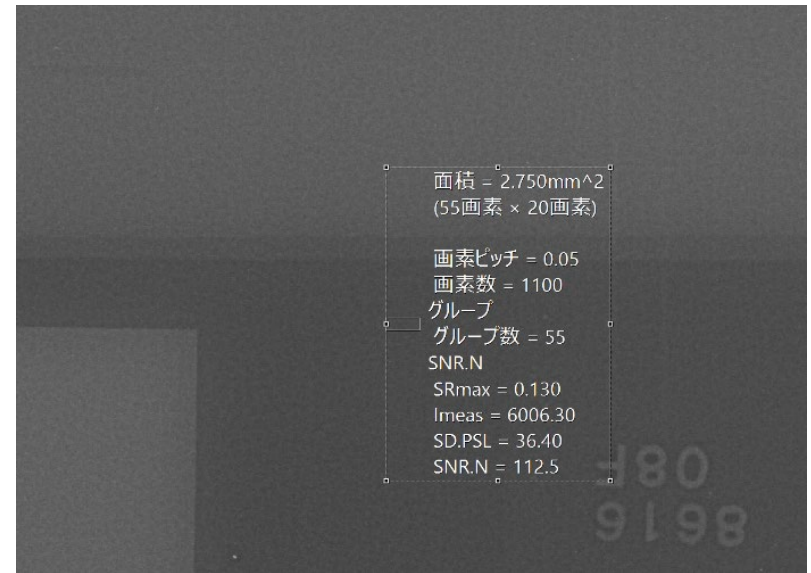 面積 = 2.750mm^2
(55画素 × 20画素)
画素ピッチ = 0.05
画素数 = 1100
グループ
グループ数 = 55
SNR.N
SRmax = 0.130
Imeas = 6006.30
SD.PSL = 36.40
SNR.N = 112.5